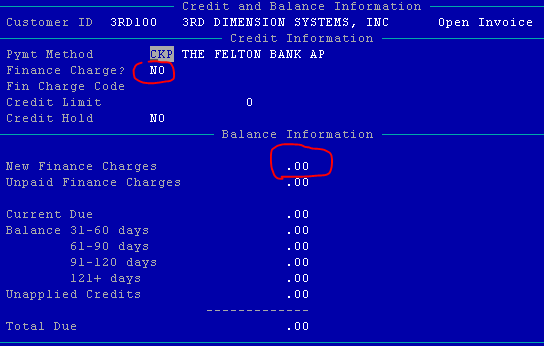 Credit and Balance Information
Customer ID 3RD100 3RD DIMENSION SYSTEMS, INC Open Invoice
Credit Information
Pymt Method CKP THE FELTON BANK AP
Finance Charge? NO
Fin Charge Code
Credit Limit 0
Credit Hold NO
Balance Information
New Finance Charges .00
Unpaid Finance Charges .00
Current Due .00
Balance 31-60 days .00
61-90 days .00
91-120 days .00
121+ days .00
Unapplied Credits .00
-------------
Total Due .00